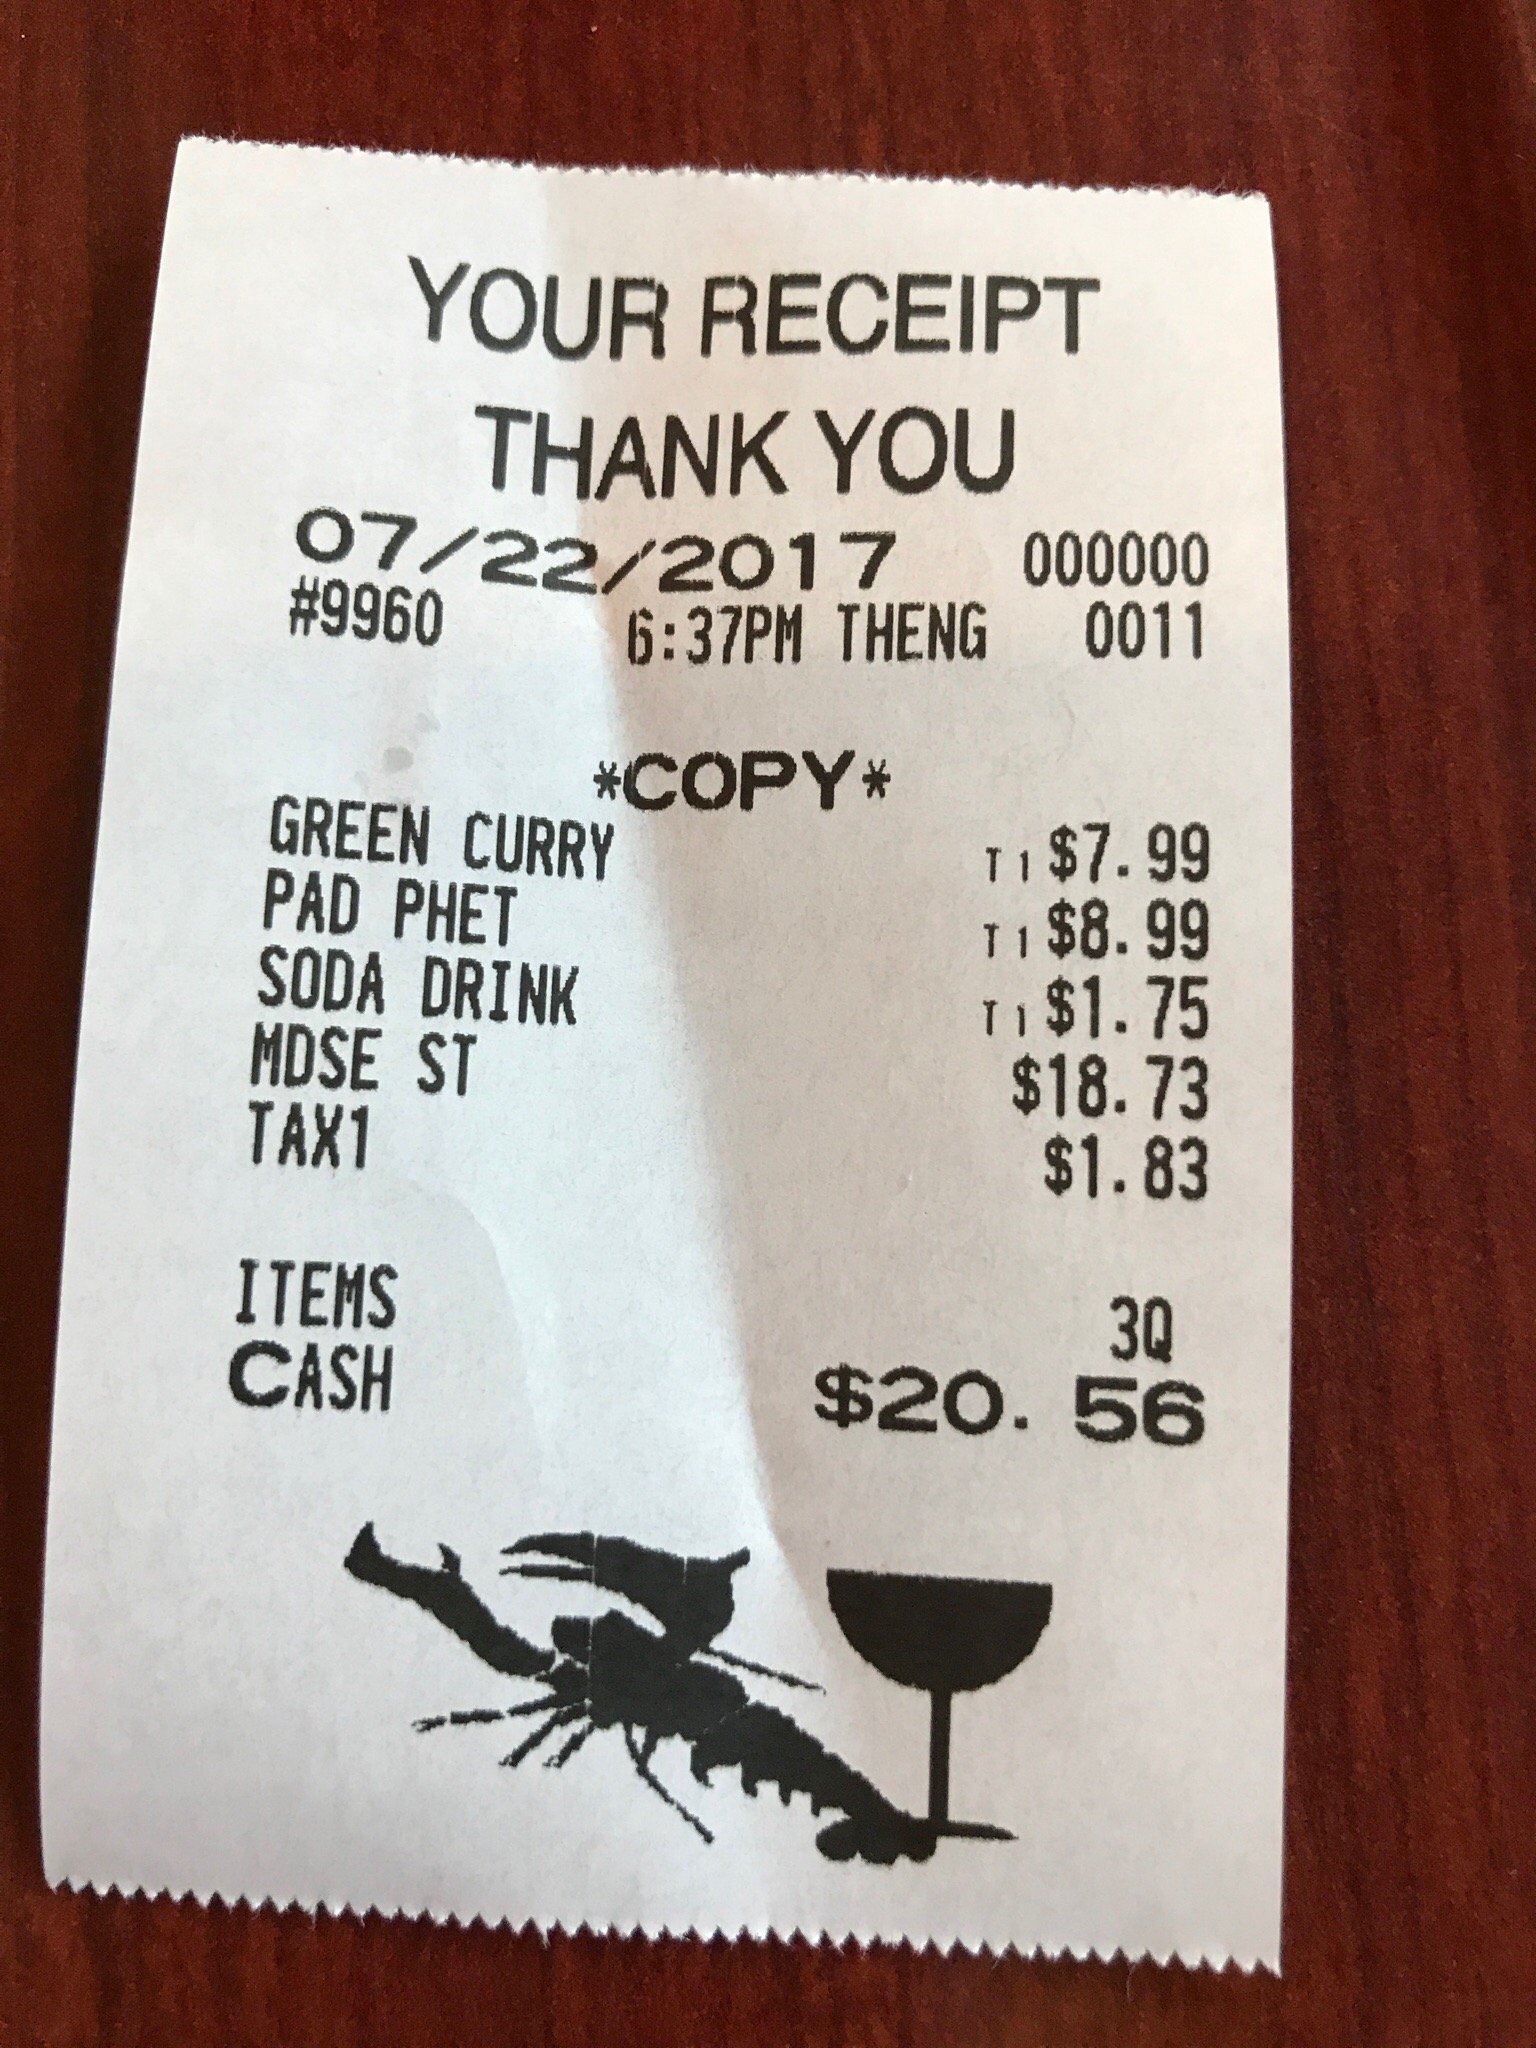 YOUR RECEIPT
THANK YOU
07/22/2017 000000
#9960 6:37PM THENG 0011
*COPY*
GREEN CURRY T1 $7.99
PAD PHET T1 $8.99
SODA DRINK T1 $1.75
MDSE ST $18.73
TAX1 $1.83
ITEMS 3Q
CASH $20.56